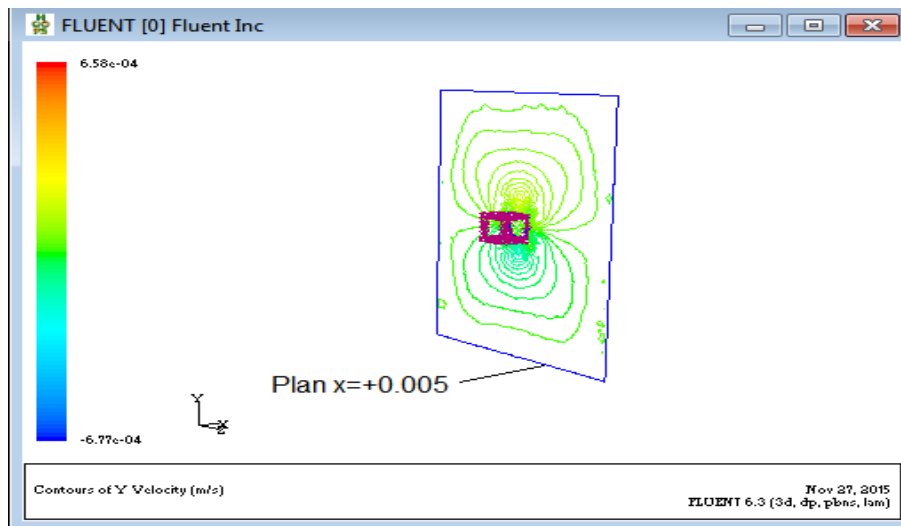 FLUENT [0] Fluent Inc
6.58e-04
Plan x=+0.005
Y
X
Z
-6.77e-04
Contours of Y Velocity (m/s)
Nov 27, 2015
FLUENT 6.3 (3d, dp, pbns, lam)